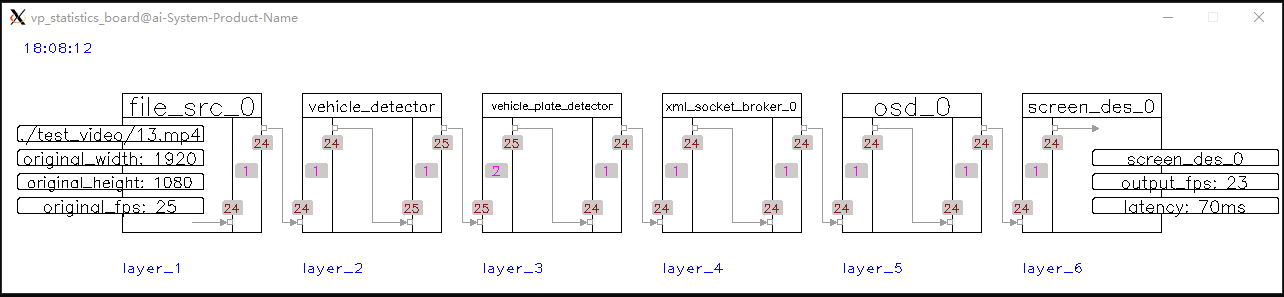 vp_statistics_board@ai-System-Product-Name
18:08:12
file_src_0
vehicle_detector
vehicle_plate_detector
xml_socket_broker_0
osd_0
screen_des_0
./test_video/13.mp4
original_width: 1920
original_height: 1080
original_fps: 25
24 24 25 25 24 24 24 24 24 24
1 1 1 2 1 1 1 1 1 1
24 24 25 25 24 24 24 24 24 24
screen_des_0
output_fps: 23
latency: 70ms
layer_1
layer_2
layer_3
layer_4
layer_5
layer_6